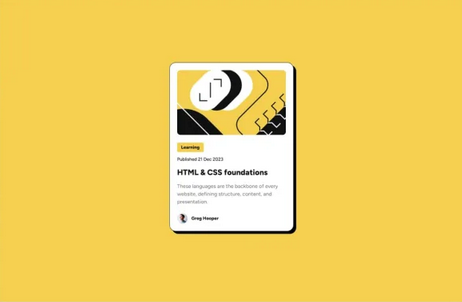 Learning
Published 21 Dec 2023
HTML & CSS foundations
These languages are the backbone of every
website, defining structure, content, and
presentation.
Greg Hooper